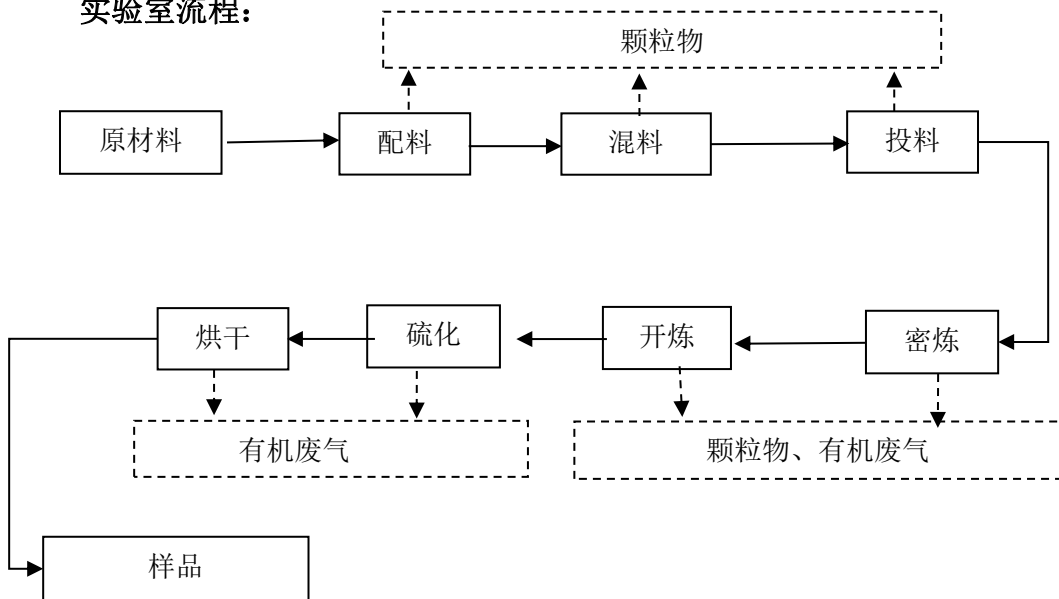 实验室流程：
颗粒物
原材料
配料
混料
投料
烘干
硫化
开炼
密炼
有机废气
颗粒物、有机废气
样品